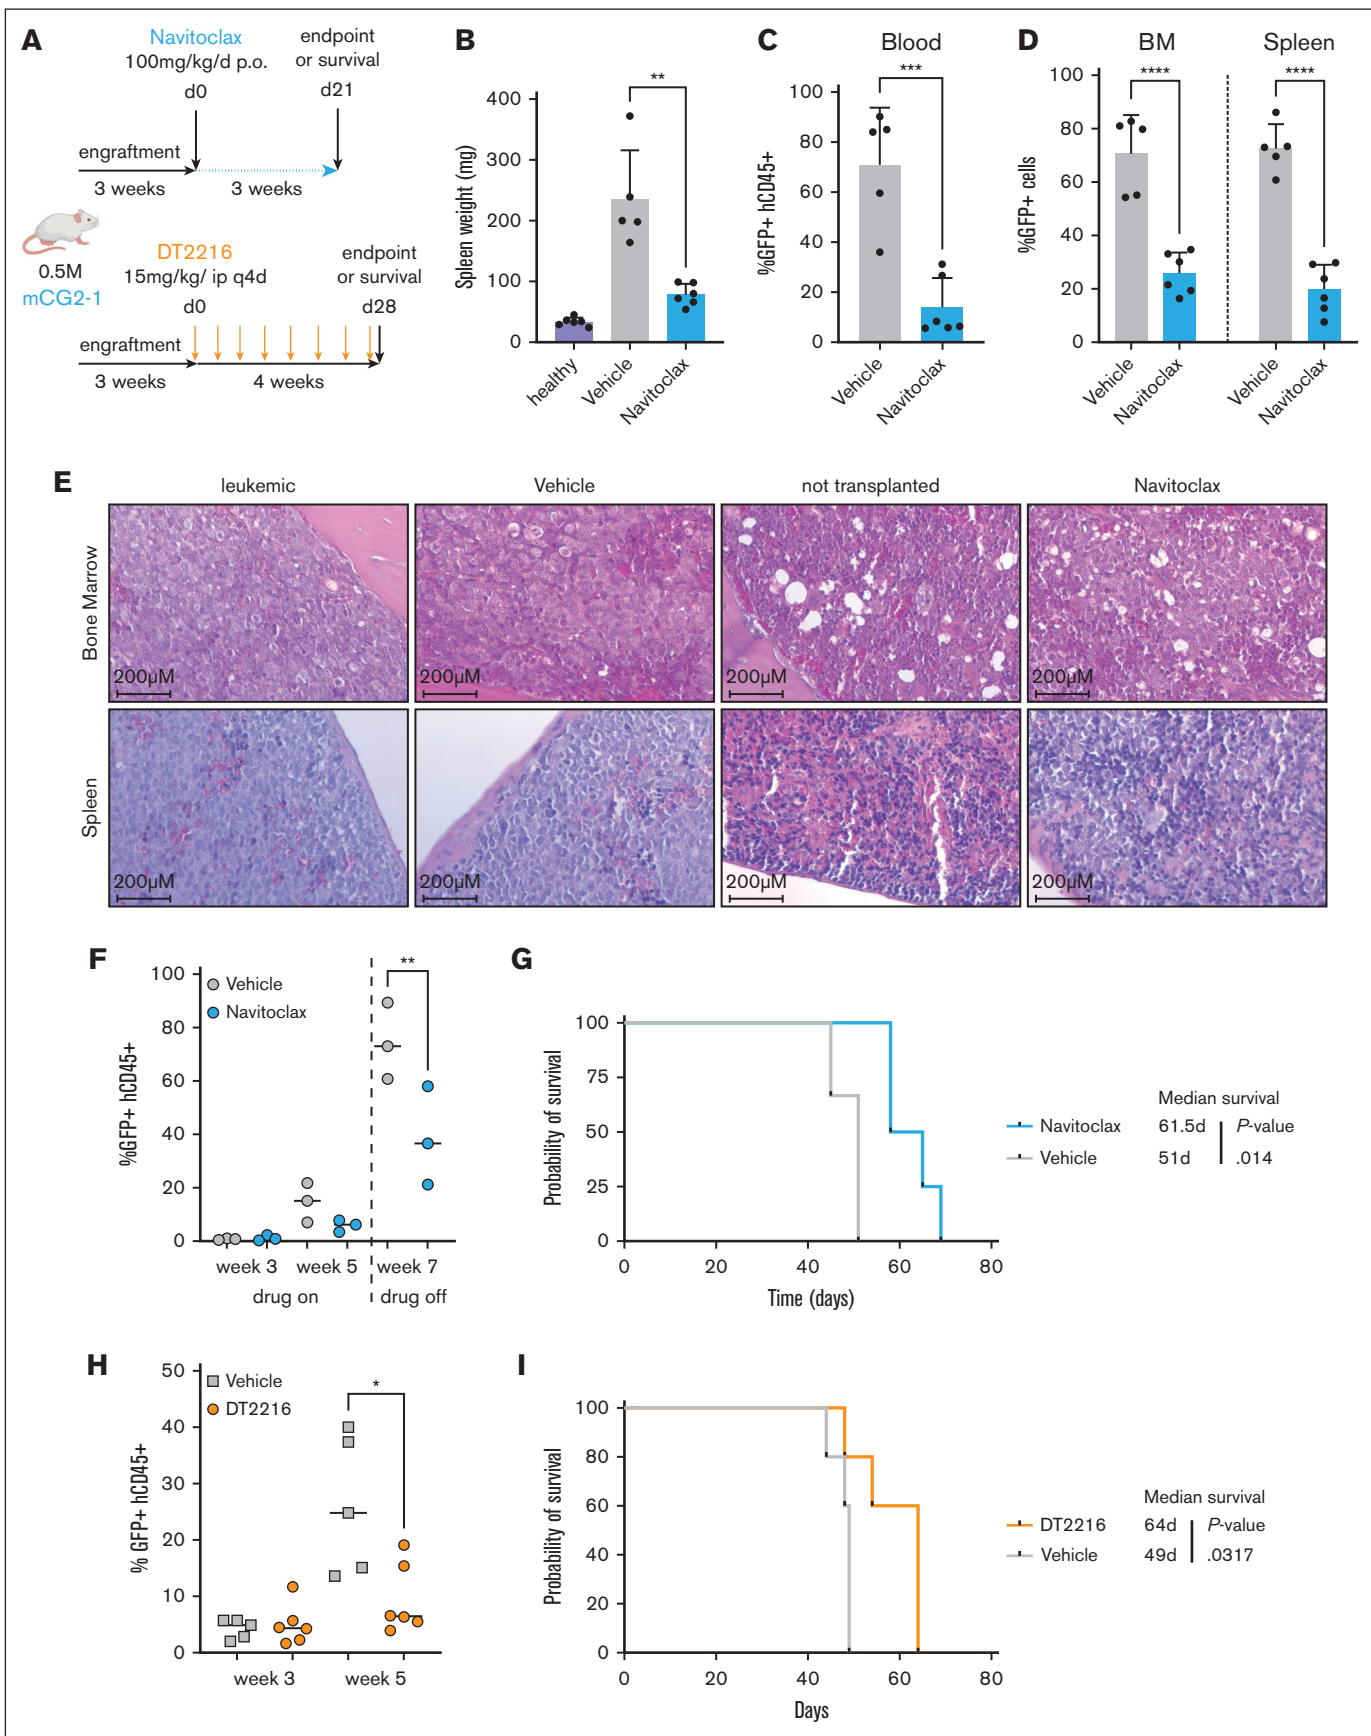 A
Navitoclax
100mg/kg/d p.o.
endpoint
or survival
d0
d21
engraftment
3 weeks
3 weeks
0.5M
mCG2-1
DT2216
15mg/kg/ ip q4d
endpoint
or survival
d0
d28
engraftment
3 weeks
4 weeks
B
**
Spleen weight (mg)
400
300
200
100
0
healthy
Vehicle
Navitoclax
C
Blood
***
%GFP+ hCD45+
100
80
60
40
20
0
Vehicle
Navitoclax
D
BM
Spleen
****
****
%GFP+ cells
100
80
60
40
20
0
Vehicle
Navitoclax
Vehicle
Navitoclax
E
leukemic
Vehicle
not transplanted
Navitoclax
Bone Marrow
200μM
200μM
200μM
200μM
Spleen
200μM
200μM
200μM
200μM
F
Vehicle
Navitoclax
**
%GFP+ hCD45+
100
80
60
40
20
0
week 3
week 5
week 7
drug on
drug off
G
Probability of survival
100
75
50
25
0
0
20
40
60
80
Time (days)
Median survival
Navitoclax 61.5d P-value
Vehicle 51d .014
H
Vehicle
DT2216
*
% GFP+ hCD45+
50
40
30
20
10
0
week 3
week 5
I
Probability of survival
100
80
60
40
20
0
0
20
40
60
80
Days
Median survival
DT2216 64d P-value
Vehicle 49d .0317